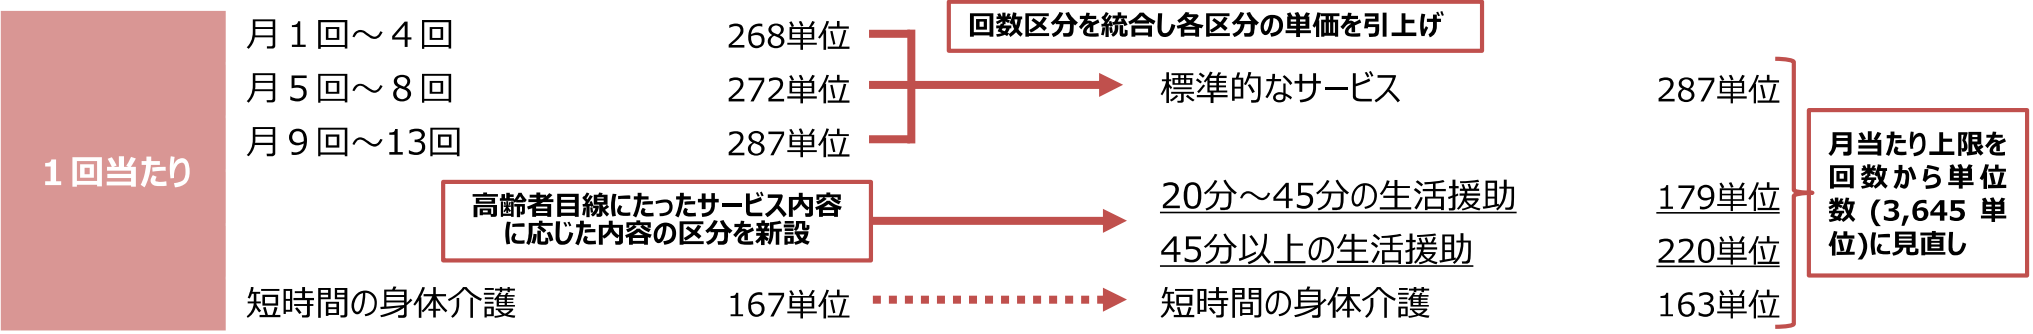 １回当たり
月１回～４回 268単位
月５回～８回 272単位
月９回～13回 287単位
回数区分を統合し各区分の単価を引上げ
標準的なサービス 287単位
高齢者目線にたったサービス内容
に応じた内容の区分を新設
20分～45分の生活援助 179単位
45分以上の生活援助 220単位
短時間の身体介護 167単位
短時間の身体介護 163単位
月当たり上限を
回数から単位
数 (3,645 単
位)に見直し